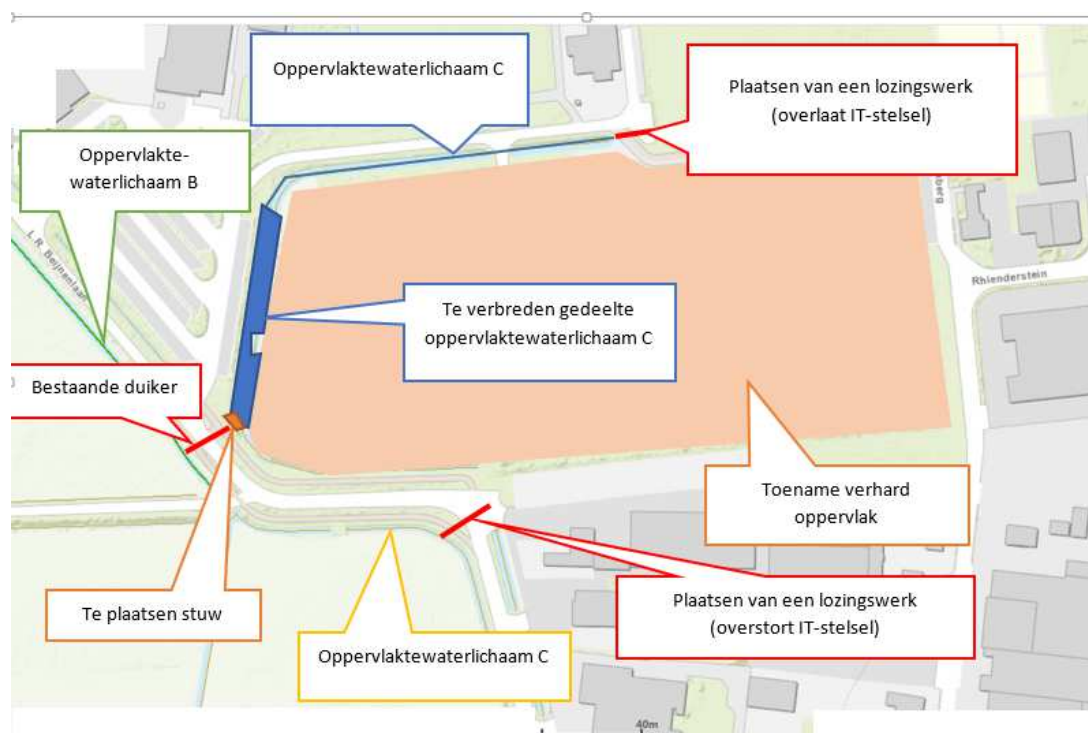 Oppervlaktewaterlichaam C
Plaatsen van een lozingswerk
(overlaat IT-stelsel)
Oppervlakte-
waterlichaam B
L.R. Beijnenlaan
Rhienderstein
Te verbreden gedeelte
oppervlaktewaterlichaam C
Bestaande duiker
Toename verhard
oppervlak
Te plaatsen stuw
Plaatsen van een lozingswerk
(overstort IT-stelsel)
Oppervlaktewaterlichaam C
40m